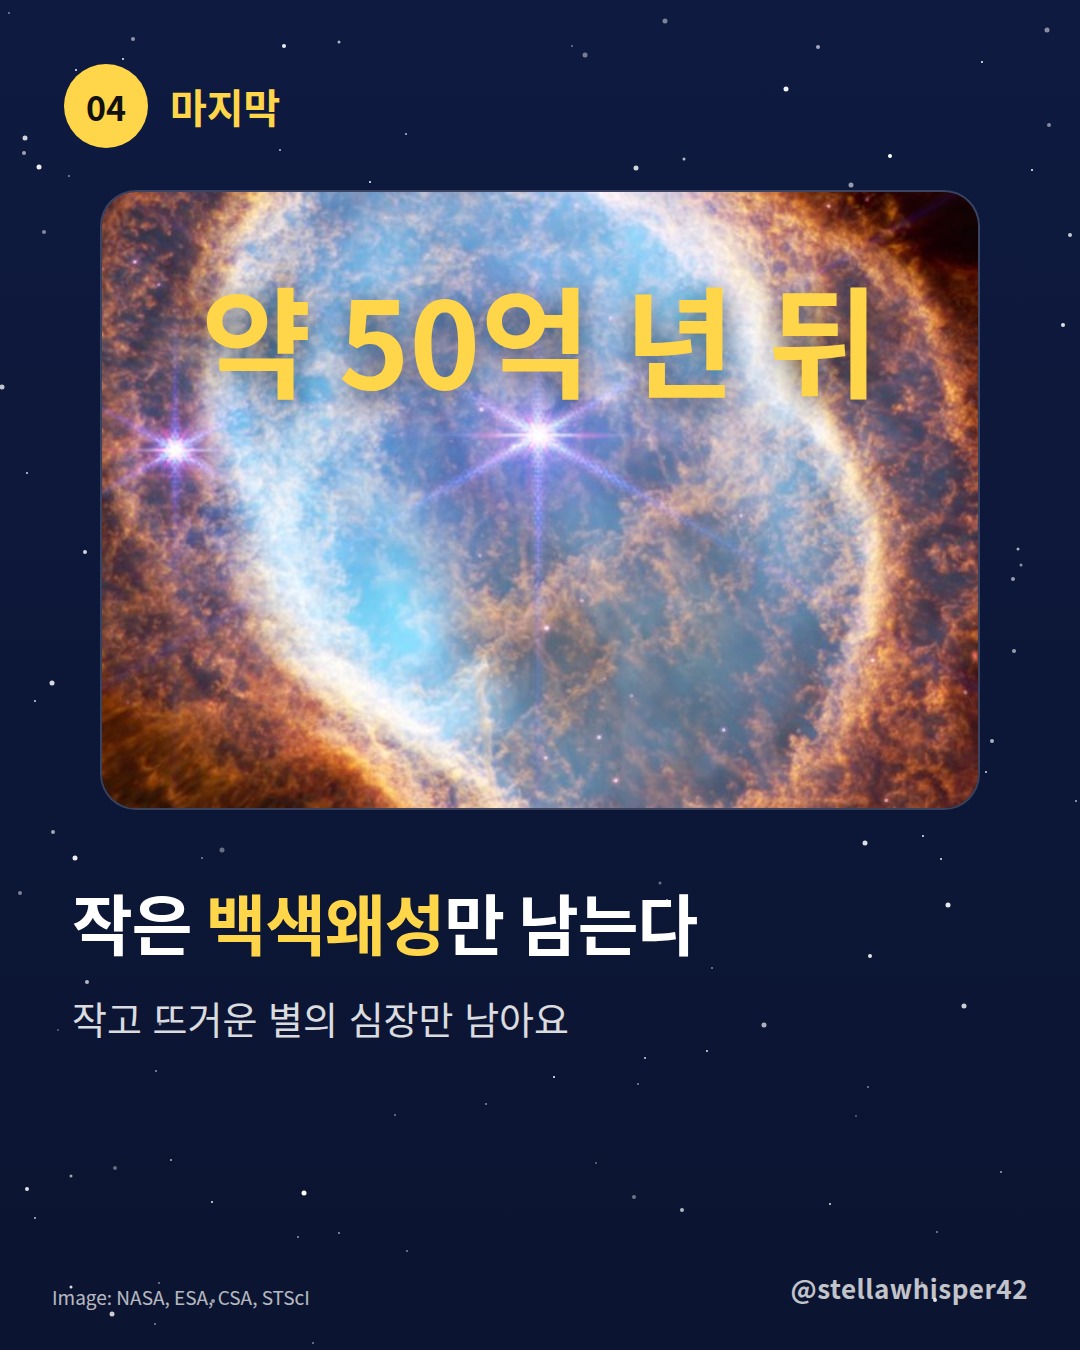 04 마지막
약 50억 년 뒤
작은 백색왜성만 남는다
작고 뜨거운 별의 심장만 남아요
Image: NASA, ESA, CSA, STScI
@stellawhisper42